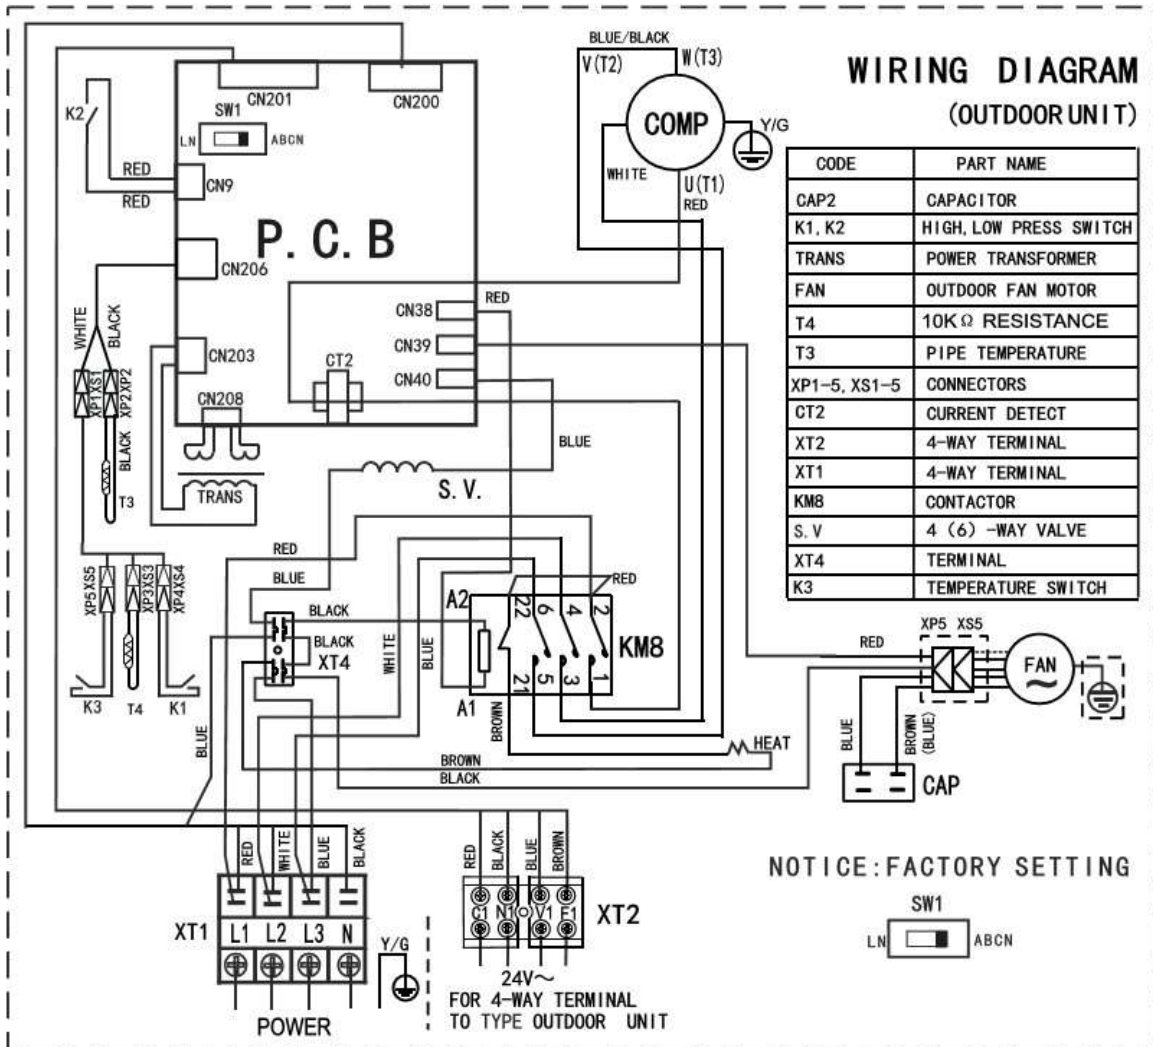 WIRING DIAGRAM
(OUTDOOR UNIT)
CODE PART NAME
CAP2 CAPACITOR
K1, K2 HIGH, LOW PRESS SWITCH
TRANS POWER TRANSFORMER
FAN OUTDOOR FAN MOTOR
T4 10KΩ RESISTANCE
T3 PIPE TEMPERATURE
XP1-5, XS1-5 CONNECTORS
CT2 CURRENT DETECT
XT2 4-WAY TERMINAL
XT1 4-WAY TERMINAL
KM8 CONTACTOR
S.V 4 (6) -WAY VALVE
XT4 TERMINAL
K3 TEMPERATURE SWITCH
BLUE/BLACK
V(T2)
W(T3)
COMP
Y/G
WHITE
U(T1)
RED
CN201
CN200
SW1
LN
ABCN
K2
RED
RED
CN9
P.C.B
CN206
CN38
RED
CN39
CN40
CN203
CT2
CN208
WHITE
BLACK
XP1XS1
XP2XP2
BLACK
T3
TRANS
BLUE
S.V.
RED
BLUE
BLACK
BLACK
XT4
XP5XS5
XP3XS3
XP4XS4
K3
T4
K1
WHITE
BLUE
A2
22
6
4
2
RED
KM8
21
5
3
1
A1
BROWN
HEAT
BLUE
BROWN
BLACK
XP5 XS5
RED
FAN
BLUE
BROWN
(BLUE)
CAP
RED
WHITE
BLUE
BLACK
XT1
L1
L2
L3
N
Y/G
POWER
RED
BLACK
BLUE
BROWN
C1
N1
V1
F1
XT2
24V～
FOR 4-WAY TERMINAL
TO TYPE OUTDOOR UNIT
NOTICE:FACTORY SETTING
SW1
LN
ABCN